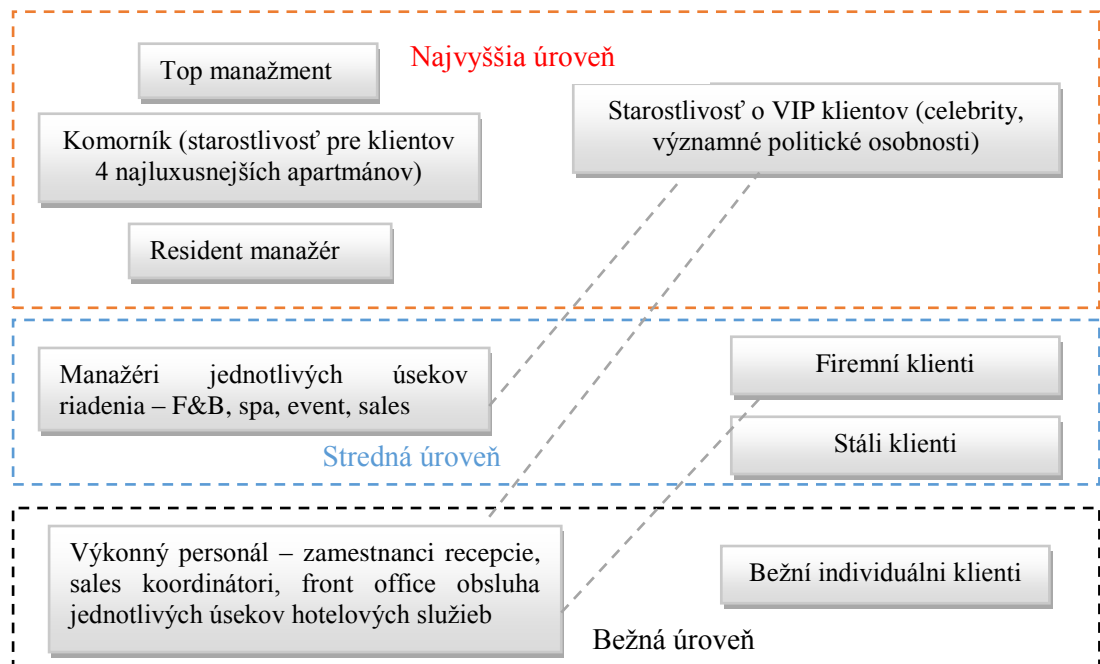 Najvyššia úroveň
Top manažment
Komorník (starostlivosť pre klientov
4 najluxusnejších apartmánov)
Resident manažér
Starostlivosť o VIP klientov (celebrity,
významné politické osobnosti)
Manažéri jednotlivých úsekov
riadenia – F&B, spa, event, sales
Stredná úroveň
Firemní klienti
Stáli klienti
Výkonný personál – zamestnanci recepcie,
sales koordinátori, front office obsluha
jednotlivých úsekov hotelových služieb
Bežní individuálni klienti
Bežná úroveň